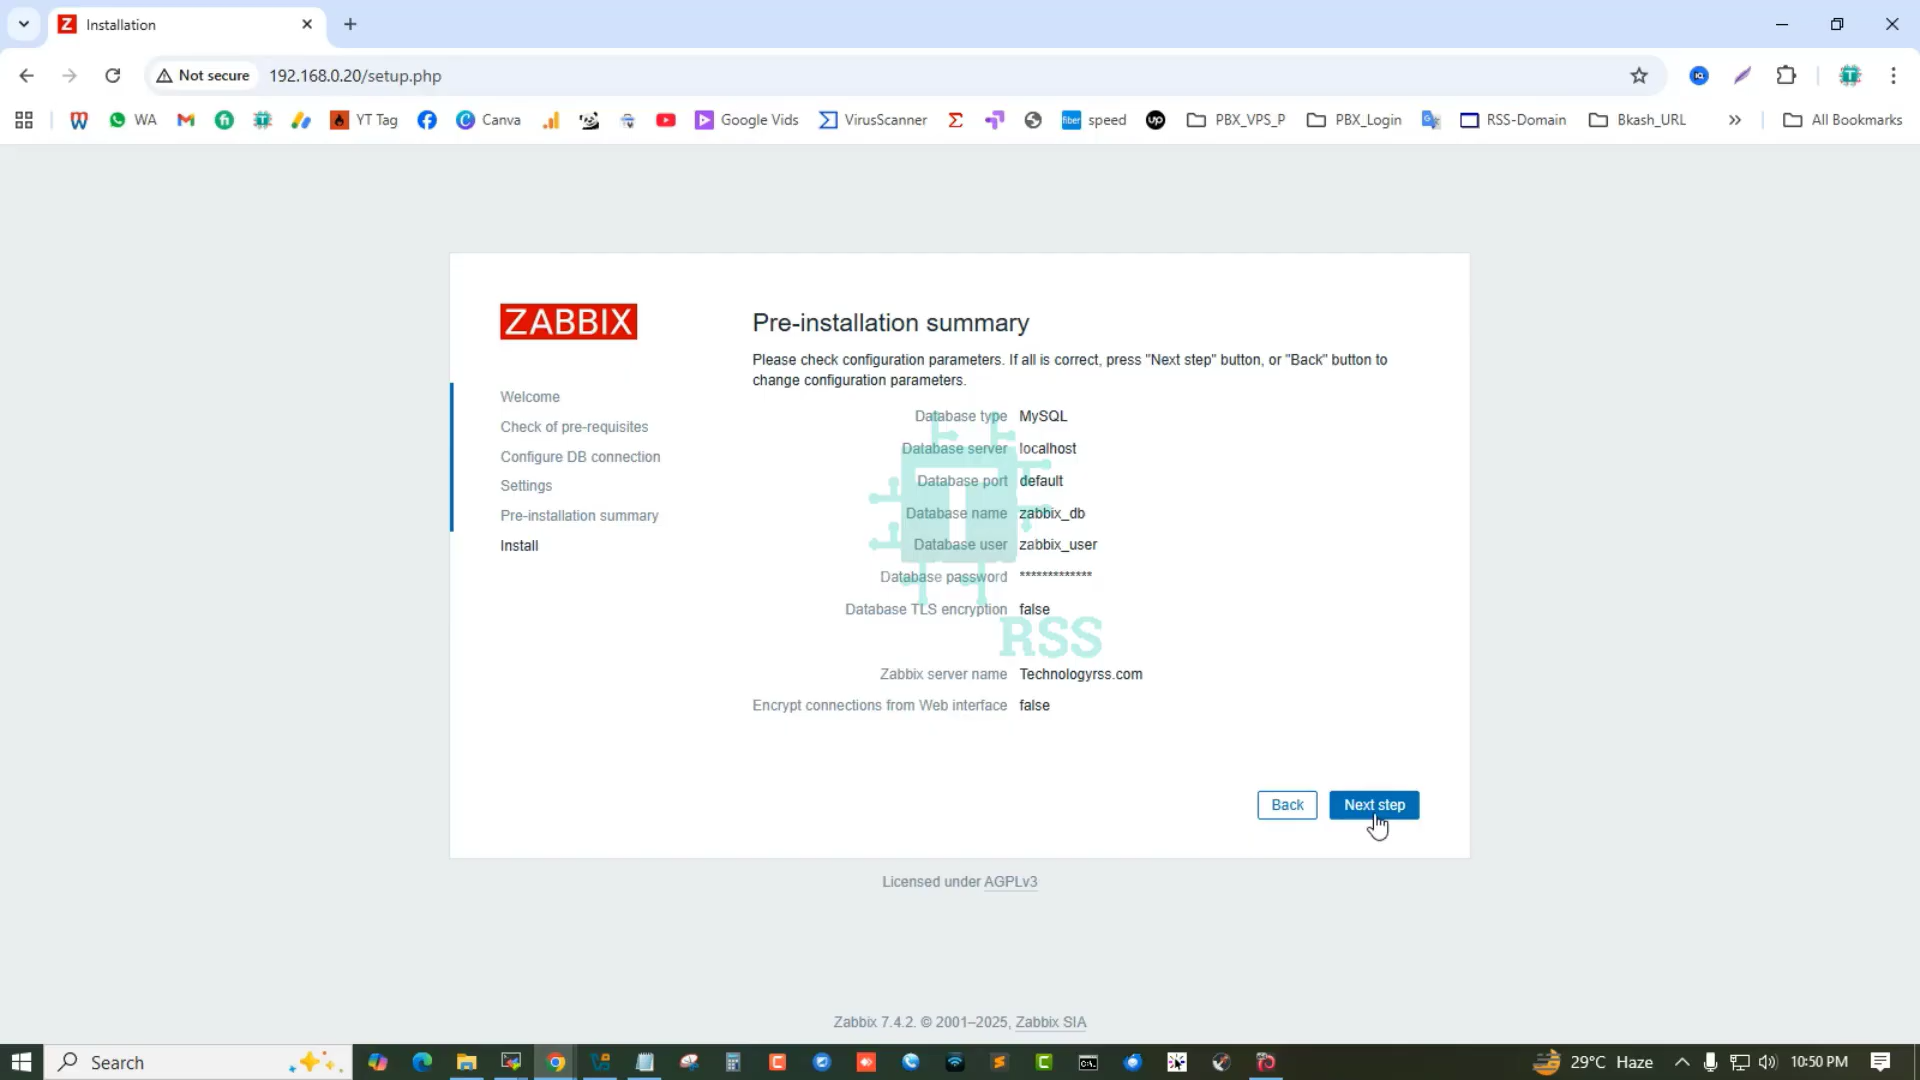 Installation
Not secure
192.168.0.20/setup.php
WA
YT Tag
Canva
Google Vids
VirusScanner
fiber speed
up
PBX_VPS_P
PBX_Login
RSS-Domain
Bkash_URL
All Bookmarks
ZABBIX
Welcome
Check of pre-requisites
Configure DB connection
Settings
Pre-installation summary
Install
Pre-installation summary
Please check configuration parameters. If all is correct, press "Next step" button, or "Back" button to
change configuration parameters.
Database type MySQL
Database server localhost
Database port default
Database name zabbix_db
Database user zabbix_user
Database password *************
Database TLS encryption false
RSS
Zabbix server name Technologyrss.com
Encrypt connections from Web interface false
Back
Next step
Licensed under AGPLv3
Zabbix 7.4.2. © 2001–2025, Zabbix SIA
Search
29°C Haze
10:50 PM